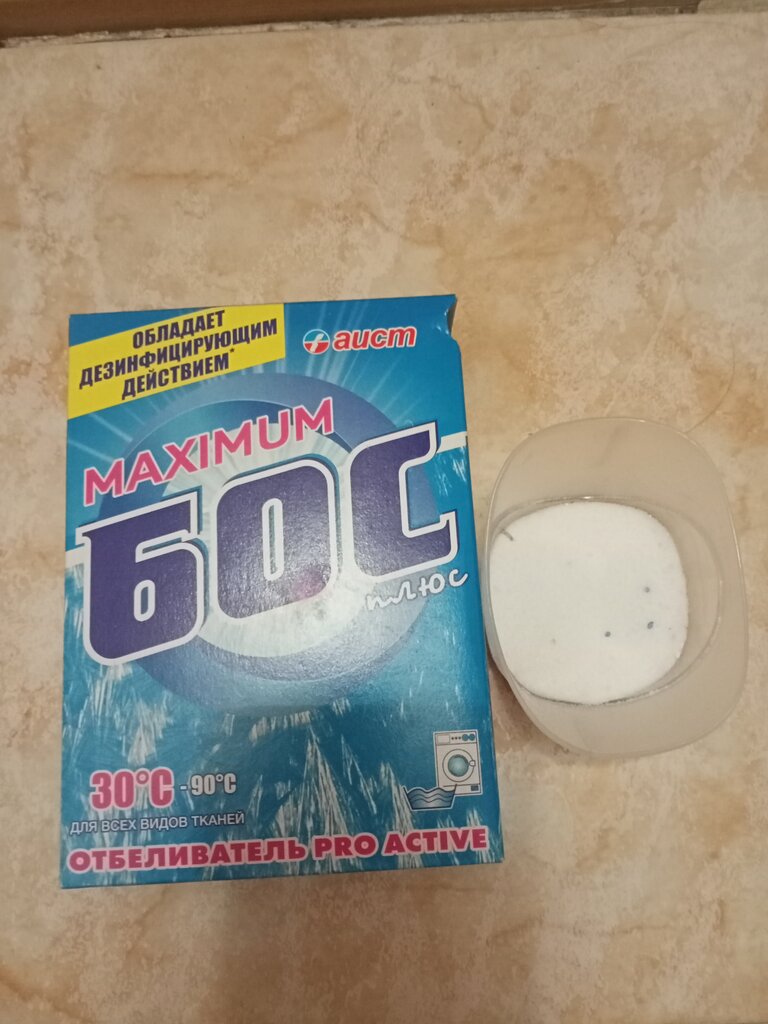 ОБЛАДАЕТ
ДЕЗИНФИЦИРУЮЩИМ
ДЕЙСТВИЕМ*
аист
MAXIMUM
БОС
плюс
30°C - 90°C
ДЛЯ ВСЕХ ВИДОВ ТКАНЕЙ
ОТБЕЛИВАТЕЛЬ PRO ACTIVE